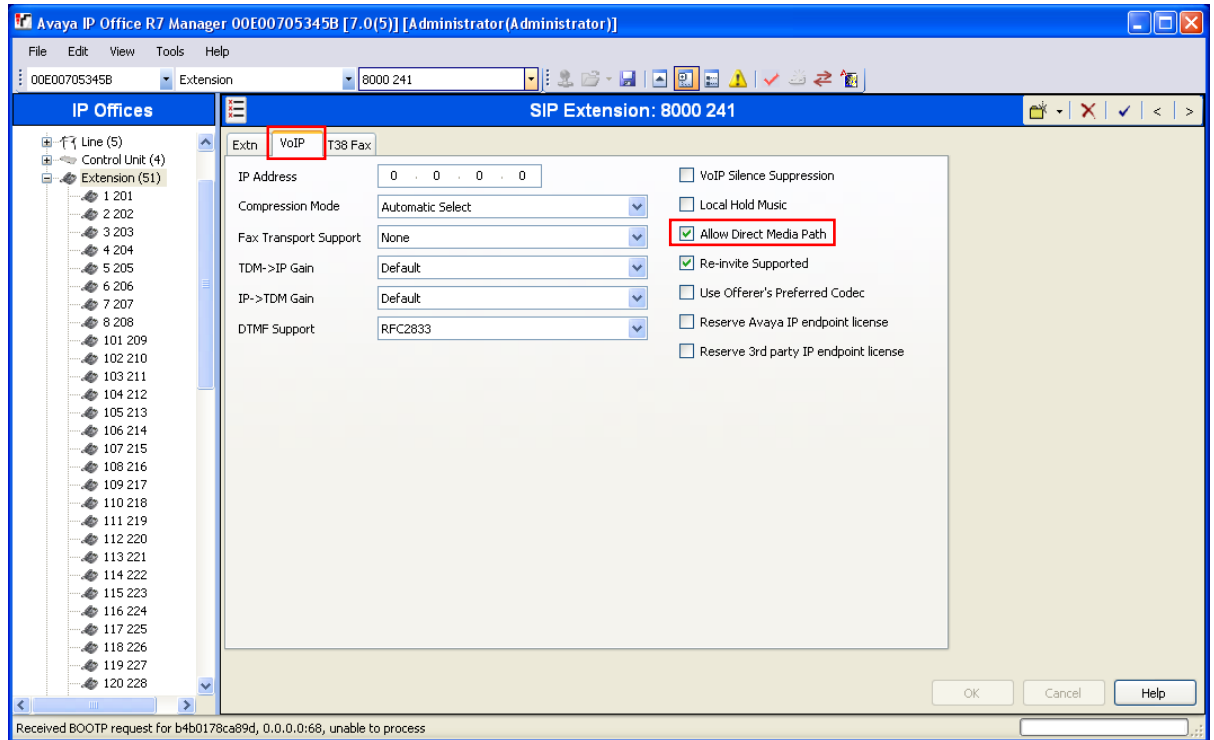 Avaya IP Office R7 Manager 00E00705345B [7.0(5)] [Administrator(Administrator)]
File Edit View Tools Help
00E00705345B Extension 8000 241
IP Offices
SIP Extension: 8000 241
Line (5)
Control Unit (4)
Extension (51)
1 201
2 202
3 203
4 204
5 205
6 206
7 207
8 208
101 209
102 210
103 211
104 212
105 213
106 214
107 215
108 216
109 217
110 218
111 219
112 220
113 221
114 222
115 223
116 224
117 225
118 226
119 227
120 228
Extn VoIP T38 Fax
IP Address 0 . 0 . 0 . 0
Compression Mode Automatic Select
Fax Transport Support None
TDM->IP Gain Default
IP->TDM Gain Default
DTMF Support RFC2833
VoIP Silence Suppression
Local Hold Music
Allow Direct Media Path
Re-invite Supported
Use Offerer's Preferred Codec
Reserve Avaya IP endpoint license
Reserve 3rd party IP endpoint license
OK Cancel Help
Received BOOTP request for b4b0178ca89d, 0.0.0.0:68, unable to process